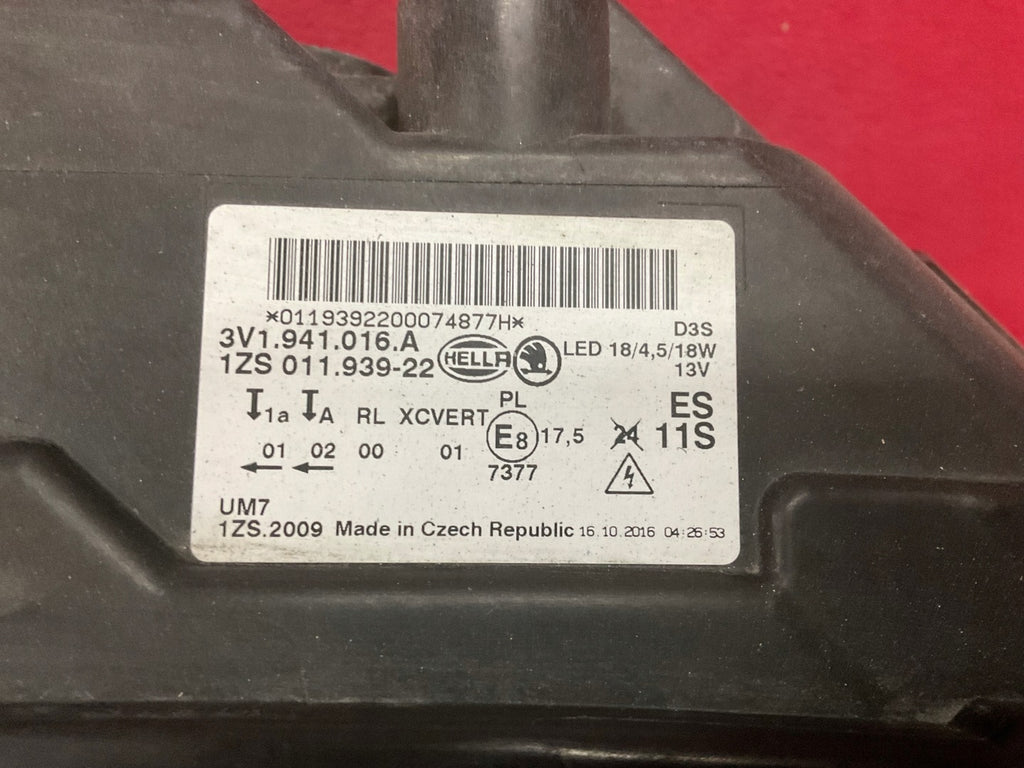 *0119392200074877H*
3V1.941.016.A
1ZS 011.939-22
HELLA
D3S
LED 18/4,5/18W
13V
1a A RL XCVERT PL
01 02 00 01 E8 17,5 24
7377
ES
11S
UM7
1ZS.2009 Made in Czech Republic 16.10.2016 04:26:53